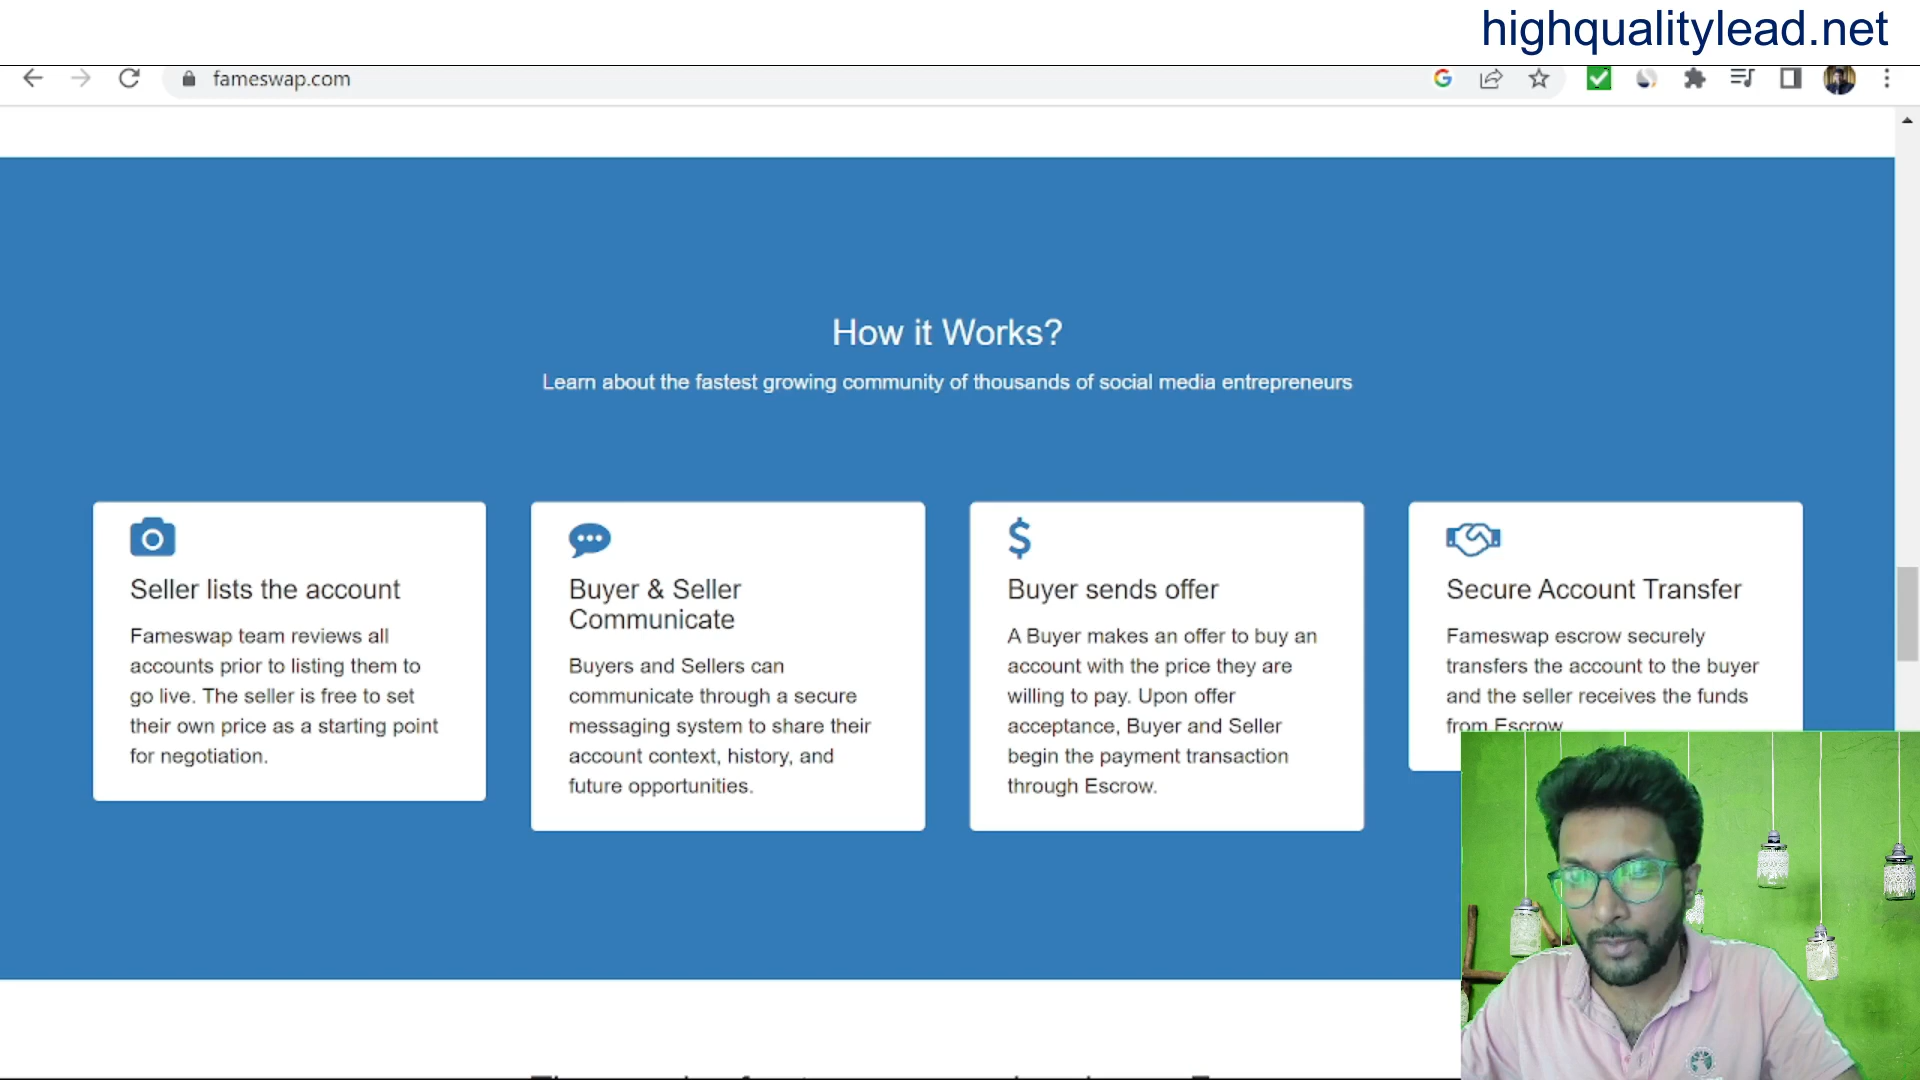 highqualitylead.net
fameswap.com
How it Works?
Learn about the fastest growing community of thousands of social media entrepreneurs
Seller lists the account
Fameswap team reviews all
accounts prior to listing them to
go live. The seller is free to set
their own price as a starting point
for negotiation.
Buyer & Seller
Communicate
Buyers and Sellers can
communicate through a secure
messaging system to share their
account context, history, and
future opportunities.
Buyer sends offer
A Buyer makes an offer to buy an
account with the price they are
willing to pay. Upon offer
acceptance, Buyer and Seller
begin the payment transaction
through Escrow.
Secure Account Transfer
Fameswap escrow securely
transfers the account to the buyer
and the seller receives the funds
from Escrow